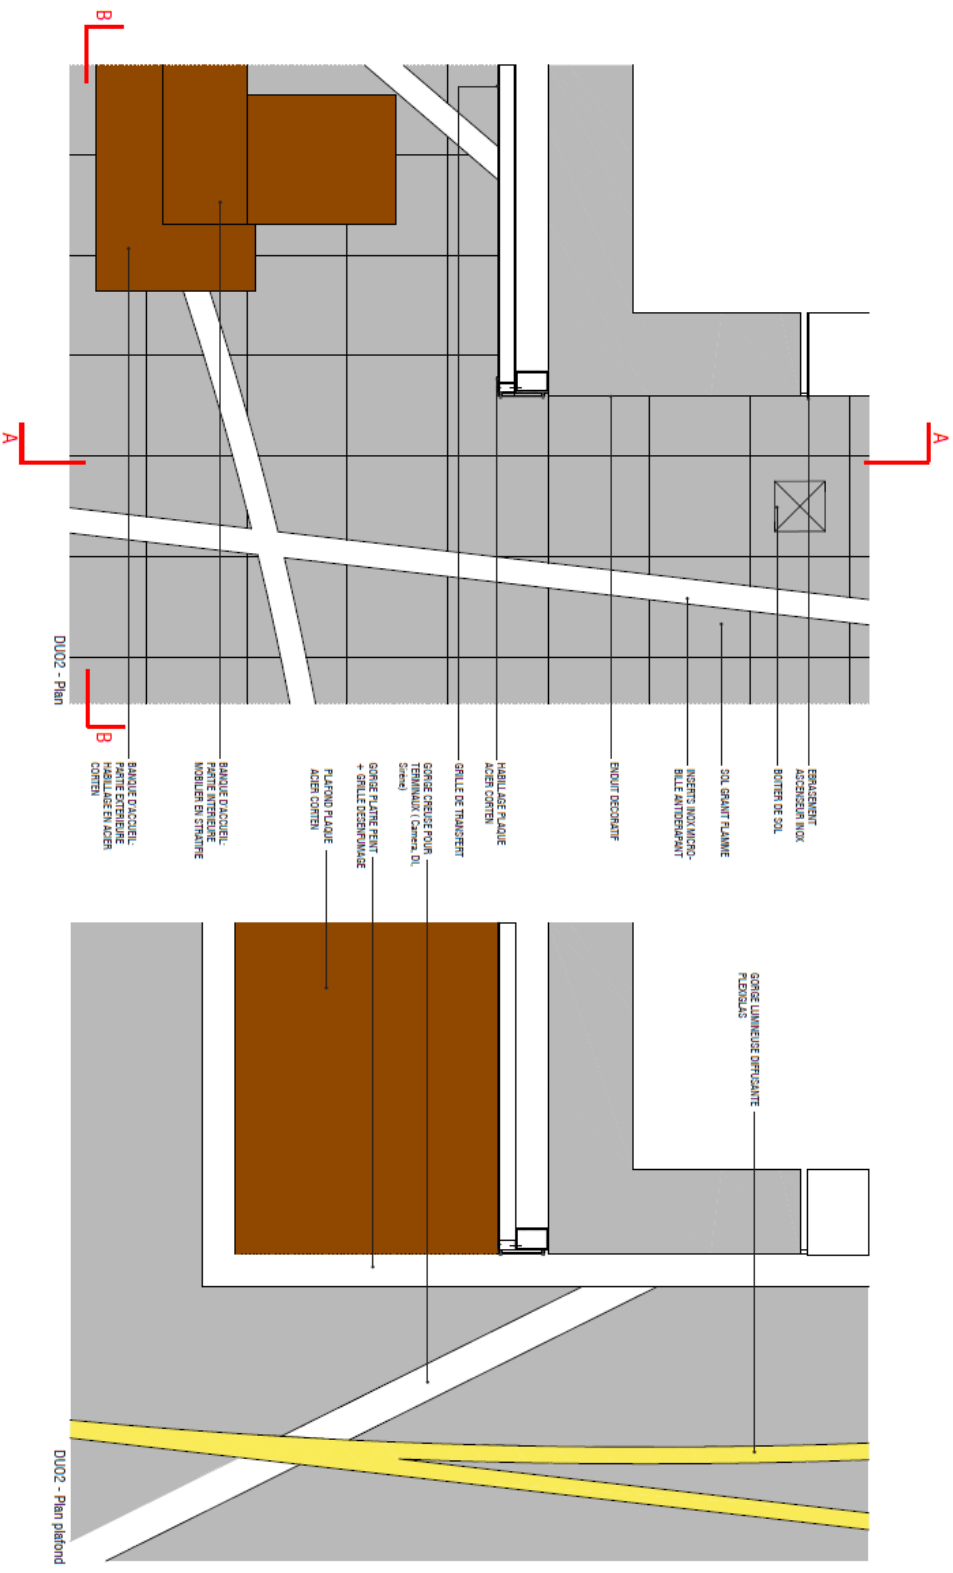 B
A
A
B
DU02 - Plan
EBRASEMENT
ASCENSEUR INOX
BOITIER DE SOL
SOL GRANIT FLAMME
INSERTS INOX MICRO-
BILLE ANTIDERAPANT
ENDUIT DECORATIF
HABILLAGE PLAQUE
ACIER CORTEN
GRILLE DE TRANSFERT
GORGE CREUSE POUR
TERMINAUX ( Camera, DI,
Sirène)
GORGE PLATRE PEINT
+ GRILLE DESENFUMAGE
PLAFOND PLAQUE
ACIER CORTEN
BANQUE D'ACCUEIL:
PARTIE INTERIEURE
MOBILIER EN STRATIFIE
BANQUE D'ACCUEIL:
PARTIE EXTERIEURE
HABILLAGE EN ACIER
CORTEN
GORGE LUMINEUSE DIFFUSANTE
PLEXIGLAS
DU02 - Plan plafond